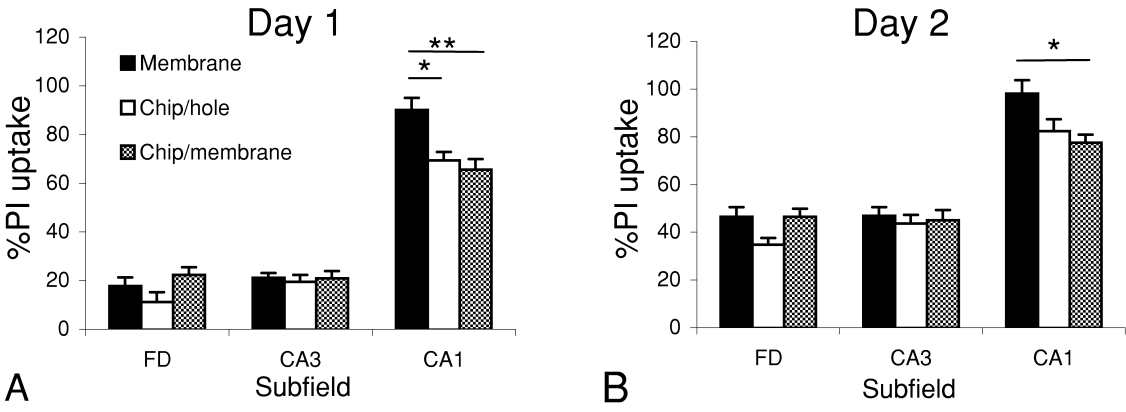 Day 1
120
100
80
60
40
20
0
%PI uptake
Membrane
Chip/hole
Chip/membrane
**
*
FD CA3 CA1
Subfield
A
Day 2
120
100
80
60
40
20
0
%PI uptake
*
FD CA3 CA1
Subfield
B